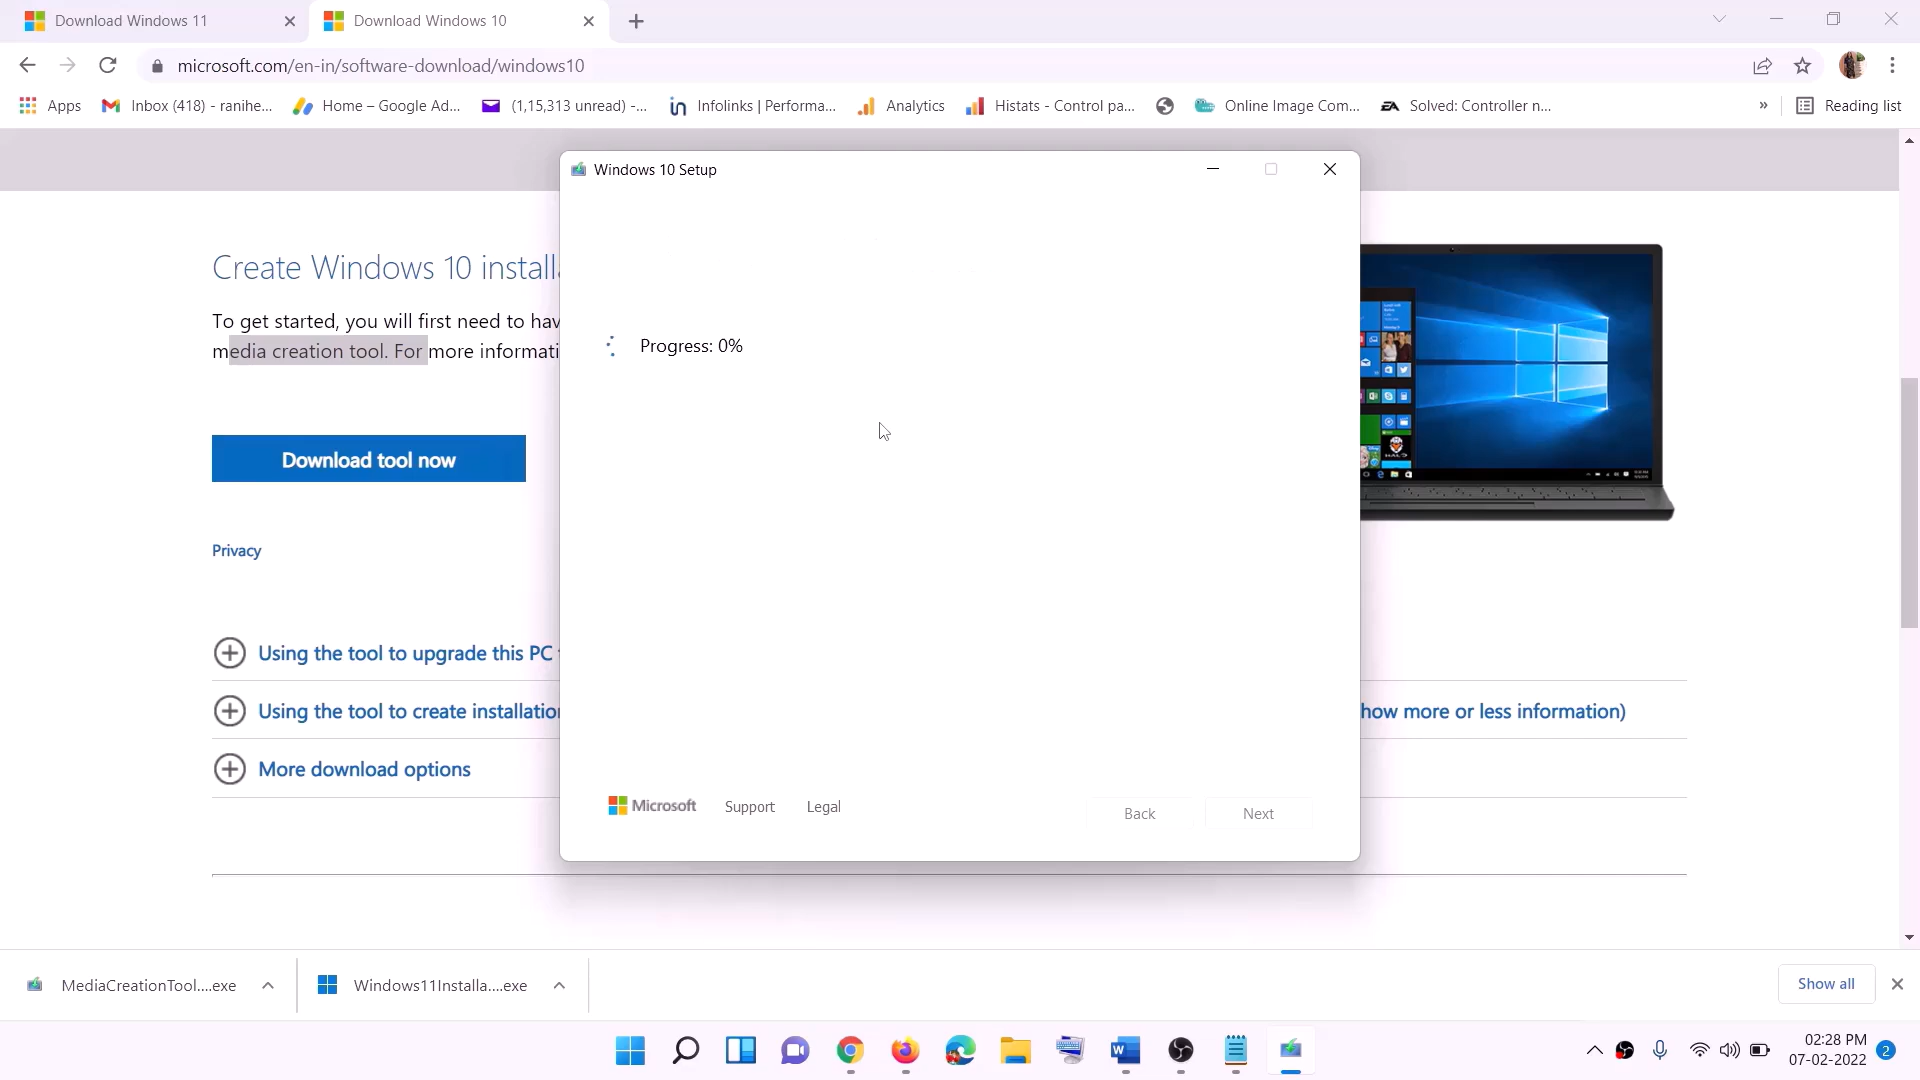 Download Windows 11
Download Windows 10
microsoft.com/en-in/software-download/windows10
Apps
Inbox (418) - ranihe...
Home – Google Ad...
(1,15,313 unread) -...
Infolinks | Performa...
Analytics
Histats - Control pa...
Online Image Com...
Solved: Controller n...
»
Reading list
Windows 10 Setup
Create Windows 10 install
To get started, you will first need to hav
media creation tool. For more informati
Progress: 0%
Download tool now
Privacy
Using the tool to upgrade this PC
Using the tool to create installation
how more or less information)
More download options
Microsoft
Support
Legal
Back
Next
MediaCreationTool....exe
Windows11Installa....exe
Show all
02:28 PM
07-02-2022
2